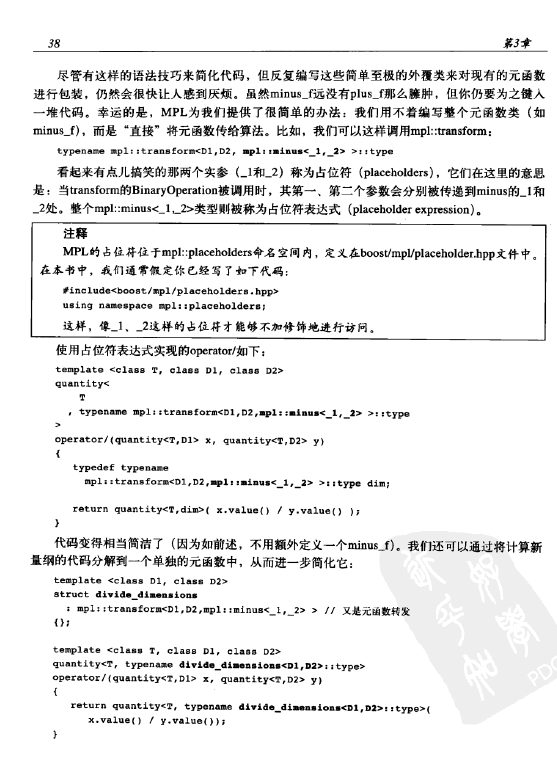 38
第3章
尽管有这样的语法技巧来简化代码，但反复编写这些简单至极的外覆类来对现有的元函数
进行包装，仍然会很快让人感到厌烦。虽然minus_f远没有plus_f那么臃肿，但你仍要为之键入
一堆代码。幸运的是，MPL为我们提供了很简单的办法：我们用不着编写整个元函数类（如
minus_f），而是“直接”将元函数传给算法。比如，我们可以这样调用mpl::transform：
typename mpl::transform<D1,D2, mpl::minus<_1,_2> >::type
看起来有点儿搞笑的那两个实参（_1和_2）称为占位符（placeholders），它们在这里的意思
是：当transform的BinaryOperation被调用时，其第一、第二个参数会分别被传递到minus的_1和
_2处。整个mpl::minus<_1,_2>类型则被称为占位符表达式（placeholder expression）。
注释
MPL的占位符位于mpl::placeholders命名空间内，定义在boost/mpl/placeholder.hpp文件中。
在本书中，我们通常假定你已经写了如下代码：
#include<boost/mpl/placeholders.hpp>
using namespace mpl::placeholders;
这样，像_1、_2这样的占位符才能够不加修饰地进行访问。
使用占位符表达式实现的operator/如下：
template <class T, class D1, class D2>
quantity<
T
, typename mpl::transform<D1,D2,mpl::minus<_1,_2> >::type
>
operator/(quantity<T,D1> x, quantity<T,D2> y)
{
typedef typename
mpl::transform<D1,D2,mpl::minus<_1,_2> >::type dim;
return quantity<T,dim>( x.value() / y.value() );
}
代码变得相当简洁了（因为如前述，不用额外定义一个minus_f）。我们还可以通过将计算新
量纲的代码分解到一个单独的元函数中，从而进一步简化它：
template <class D1, class D2>
struct divide_dimensions
: mpl::transform<D1,D2,mpl::minus<_1,_2> > // 又是元函数转发
{};
template <class T, class D1, class D2>
quantity<T, typename divide_dimensions<D1,D2>::type>
operator/(quantity<T,D1> x, quantity<T,D2> y)
{
return quantity<T, typename divide_dimensions<D1,D2>::type>(
x.value() / y.value());
}